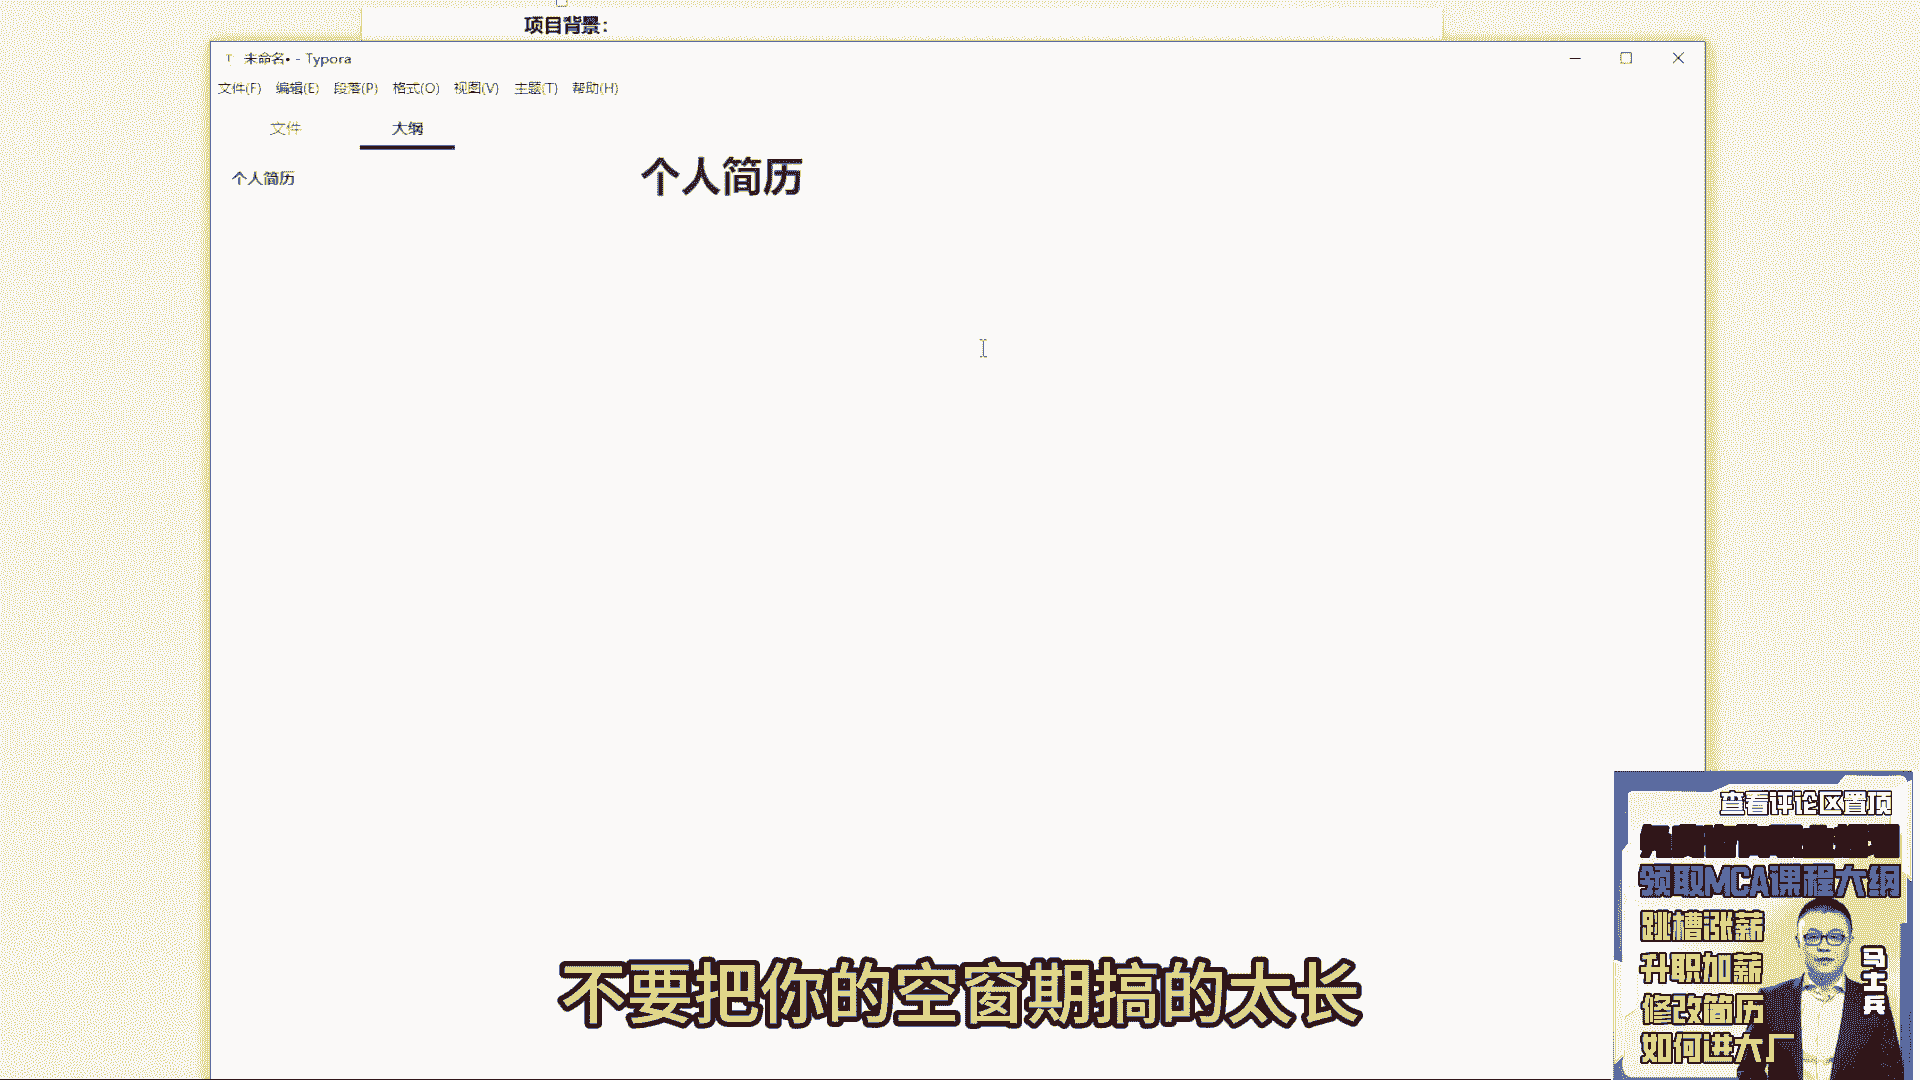 项目背景：
未命名• - Typora
文件(F) 编辑(E) 段落(P) 格式(O) 视图(V) 主题(T) 帮助(H)
文件 大纲
个人简历
个人简历
不要把你的空窗期搞的太长
查看评论区置顶
领取MCA课程大纲
跳槽涨薪
升职加薪
修改简历
如何进大厂
马士兵